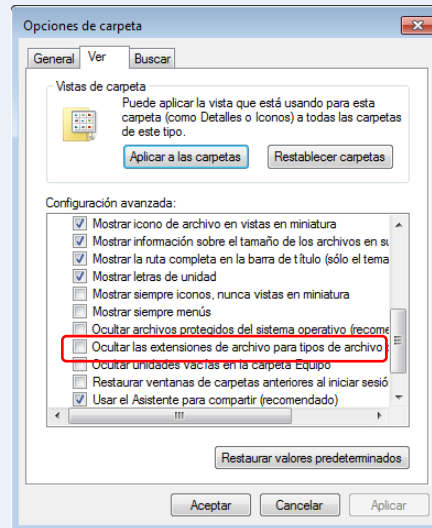 Opciones de carpeta
General Ver Buscar
Vistas de carpeta
Puede aplicar la vista que está usando para esta
carpeta (como Detalles o Iconos) a todas las carpetas
de este tipo.
Aplicar a las carpetas Restablecer carpetas
Configuración avanzada:
Mostrar icono de archivo en vistas en miniatura
Mostrar información sobre el tamaño de los archivos en su
Mostrar la ruta completa en la barra de título (sólo el tema
Mostrar letras de unidad
Mostrar siempre iconos, nunca vistas en miniatura
Mostrar siempre menús
Ocultar archivos protegidos del sistema operativo (recome
Ocultar las extensiones de archivo para tipos de archivo
Ocultar unidades vacías en la carpeta Equipo
Restaurar ventanas de carpetas anteriores al iniciar sesió
Usar el Asistente para compartir (recomendado)
Restaurar valores predeterminados
Aceptar Cancelar Aplicar